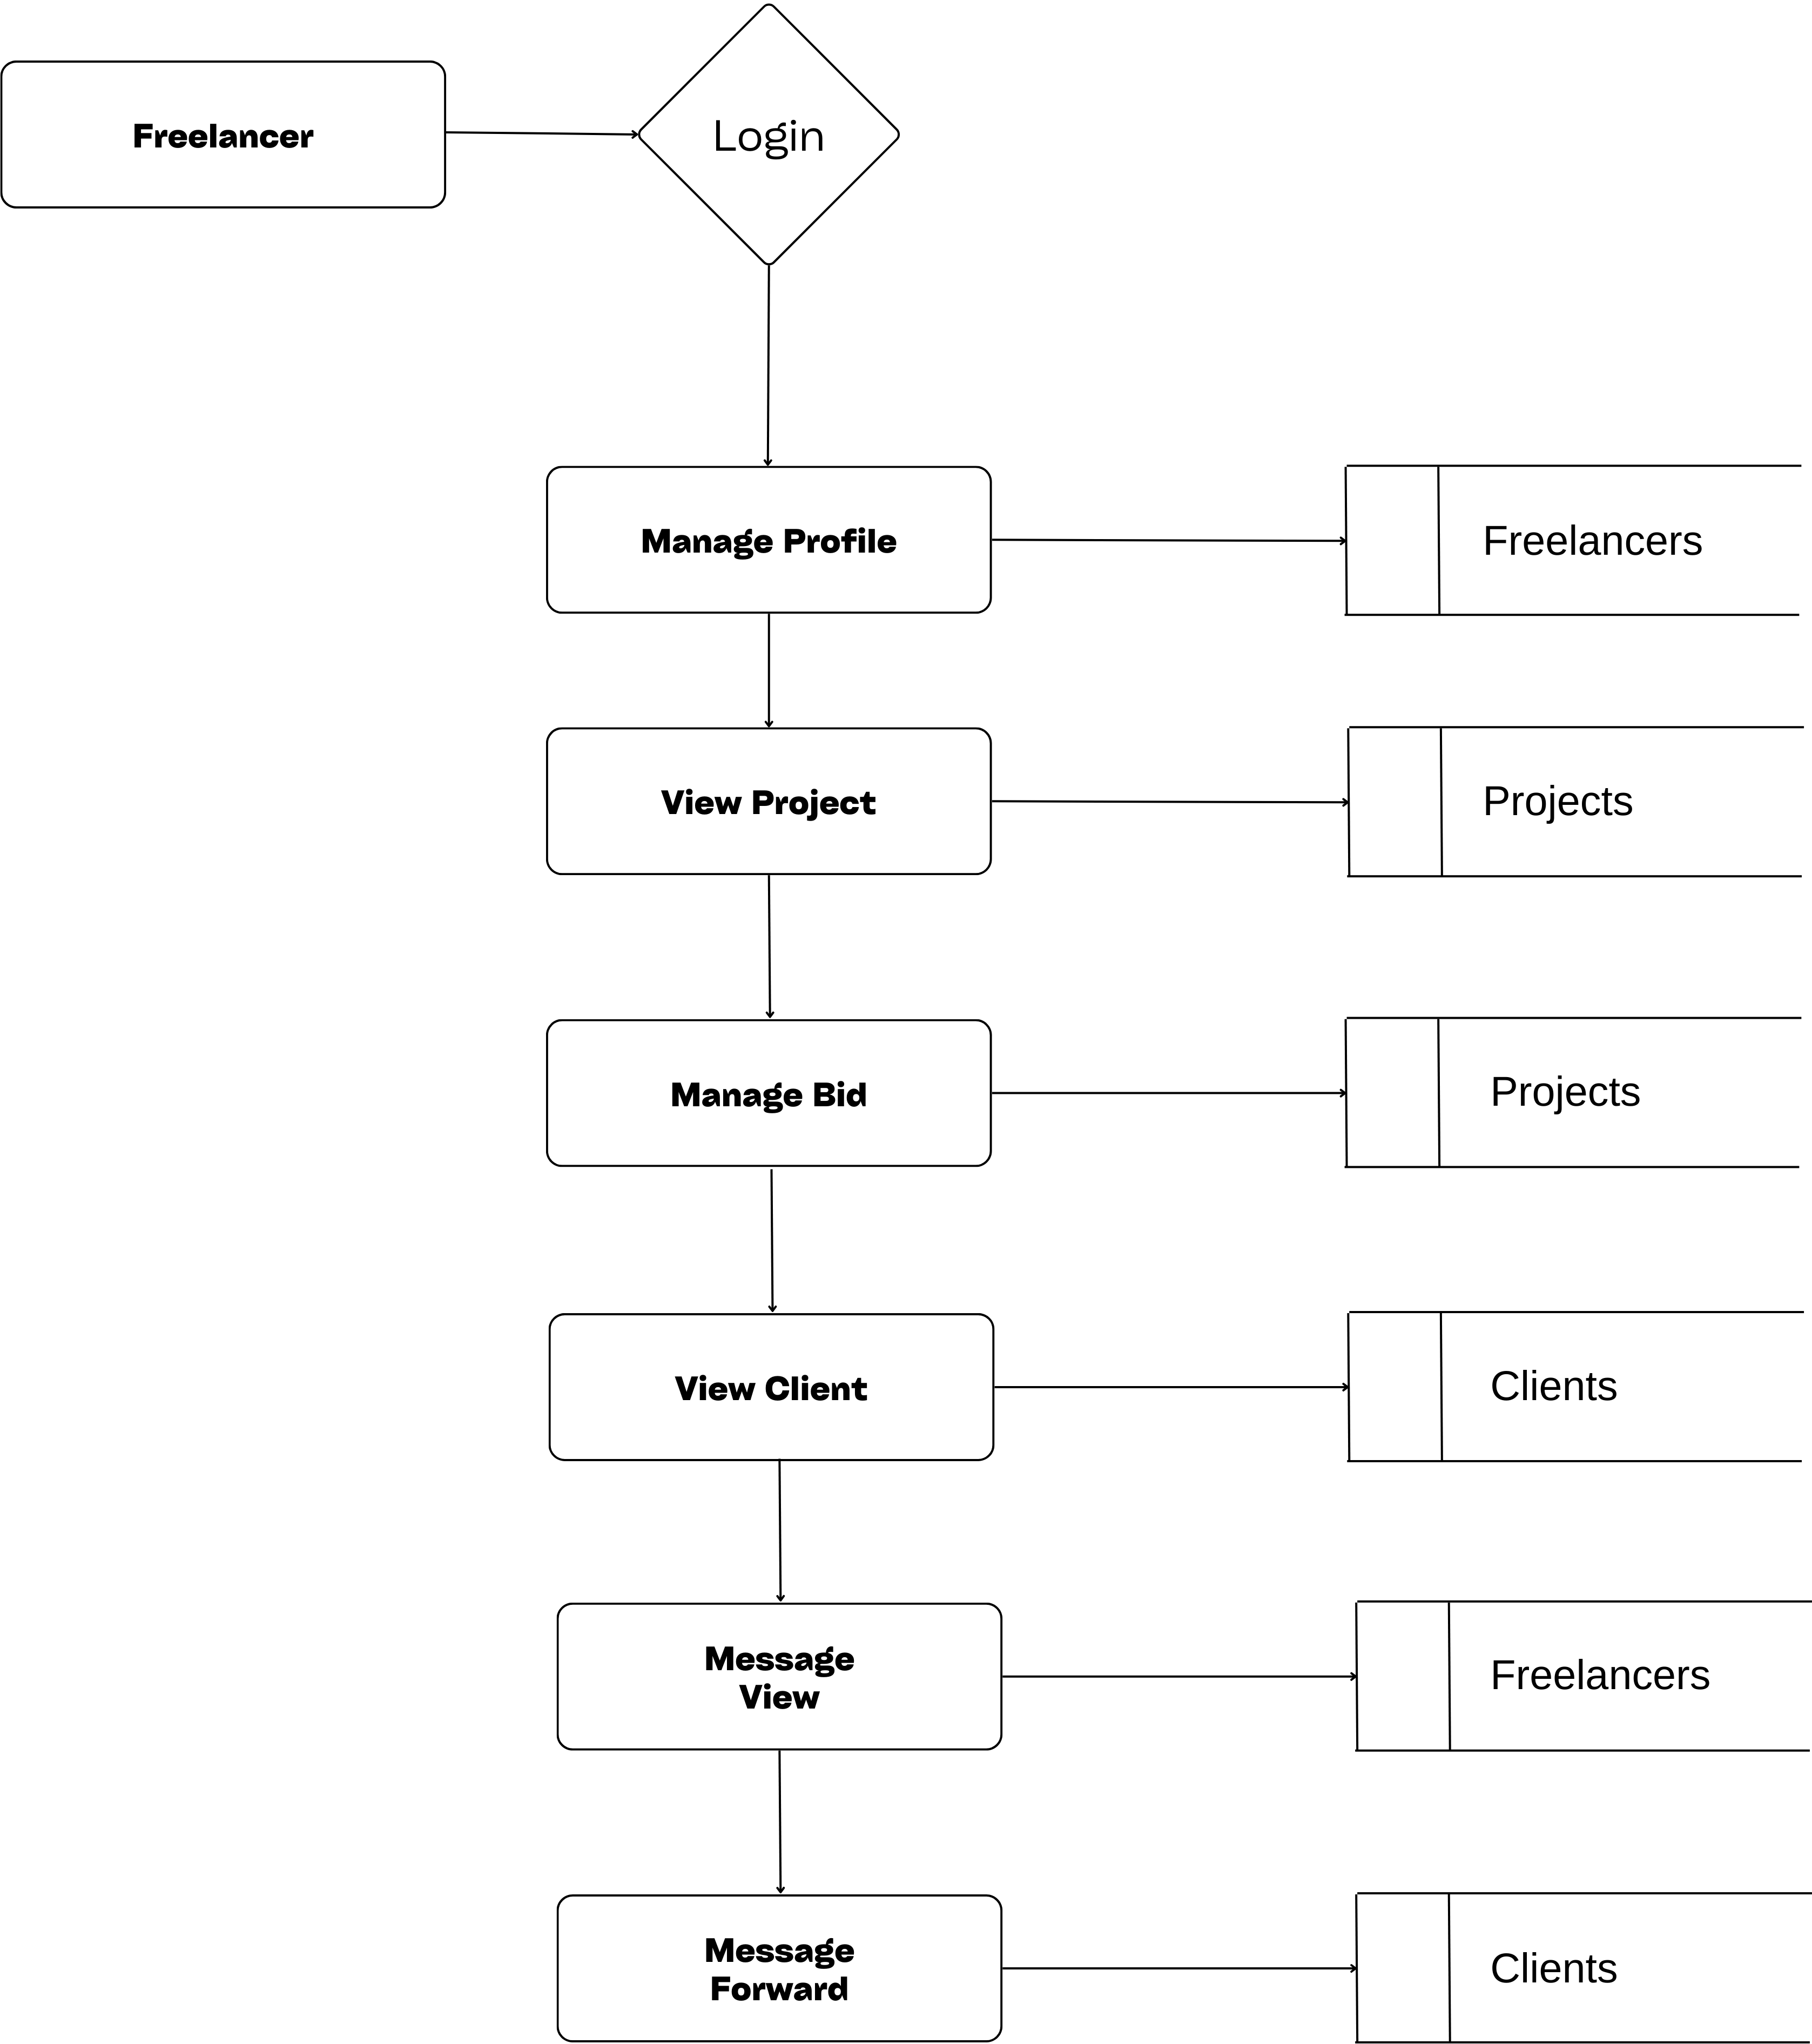 Freelancer
Login
Manage Profile
Freelancers
View Project
Projects
Manage Bid
Projects
View Client
Clients
Message
View
Freelancers
Message
Forward
Clients